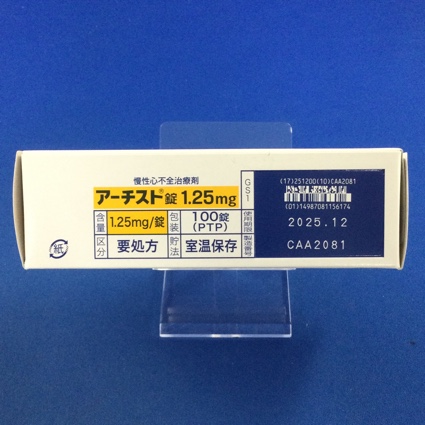 慢性心不全治療剤
アーチスト錠 1.25mg
含量 1.25mg/錠 包装 100錠 (PTP)
区分 要処方 貯法 室温保存
GS1
(17)251200(10)CAA2081
(01)14987081156174
使用期限 2025.12
製造番号 CAA2081
紙